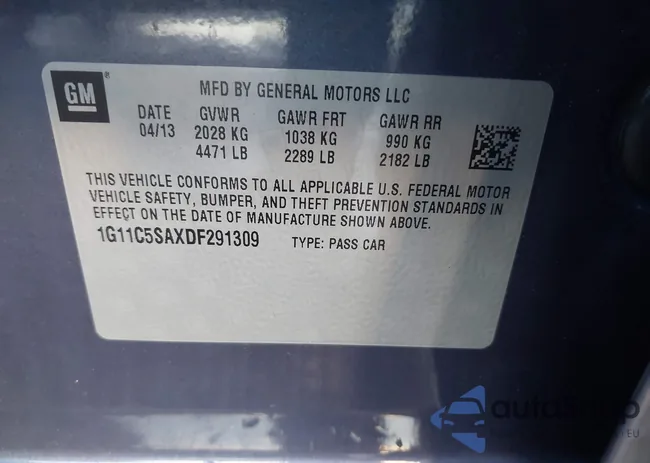 GM®
MFD BY GENERAL MOTORS LLC
DATE GVWR GAWR FRT GAWR RR
04/13 2028 KG 1038 KG 990 KG
4471 LB 2289 LB 2182 LB
THIS VEHICLE CONFORMS TO ALL APPLICABLE U.S. FEDERAL MOTOR
VEHICLE SAFETY, BUMPER, AND THEFT PREVENTION STANDARDS IN
EFFECT ON THE DATE OF MANUFACTURE SHOWN ABOVE.
1G11C5SAXDF291309 TYPE: PASS CAR
EU